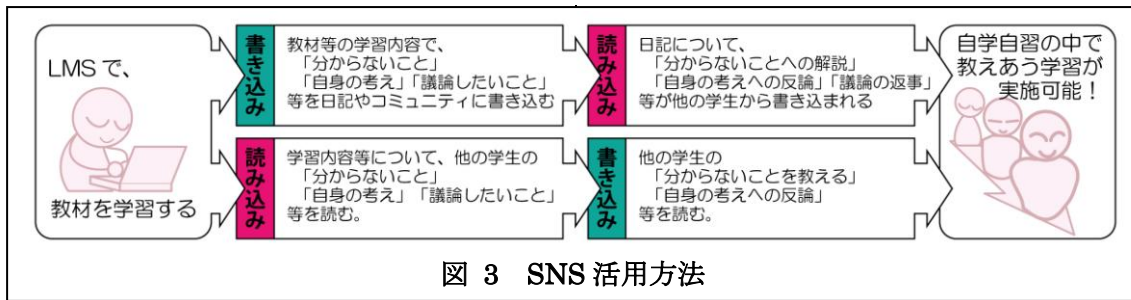 LMSで、
教材を学習する
書き込み
教材等の学習内容で、
「分からないこと」
「自身の考え」「議論したいこと」
等を日記やコミュニティに書き込む
読み込み
日記について、
「分からないことへの解説」
「自身の考えへの反論」「議論の返事」
等が他の学生から書き込まれる
読み込み
学習内容等について、他の学生の
「分からないこと」
「自身の考え」「議論したいこと」
等を読む。
書き込み
他の学生の
「分からないことを教える」
「自身の考えへの反論」
等を読む。
自学自習の中で
教えあう学習が
実施可能！
図 3 SNS 活用方法